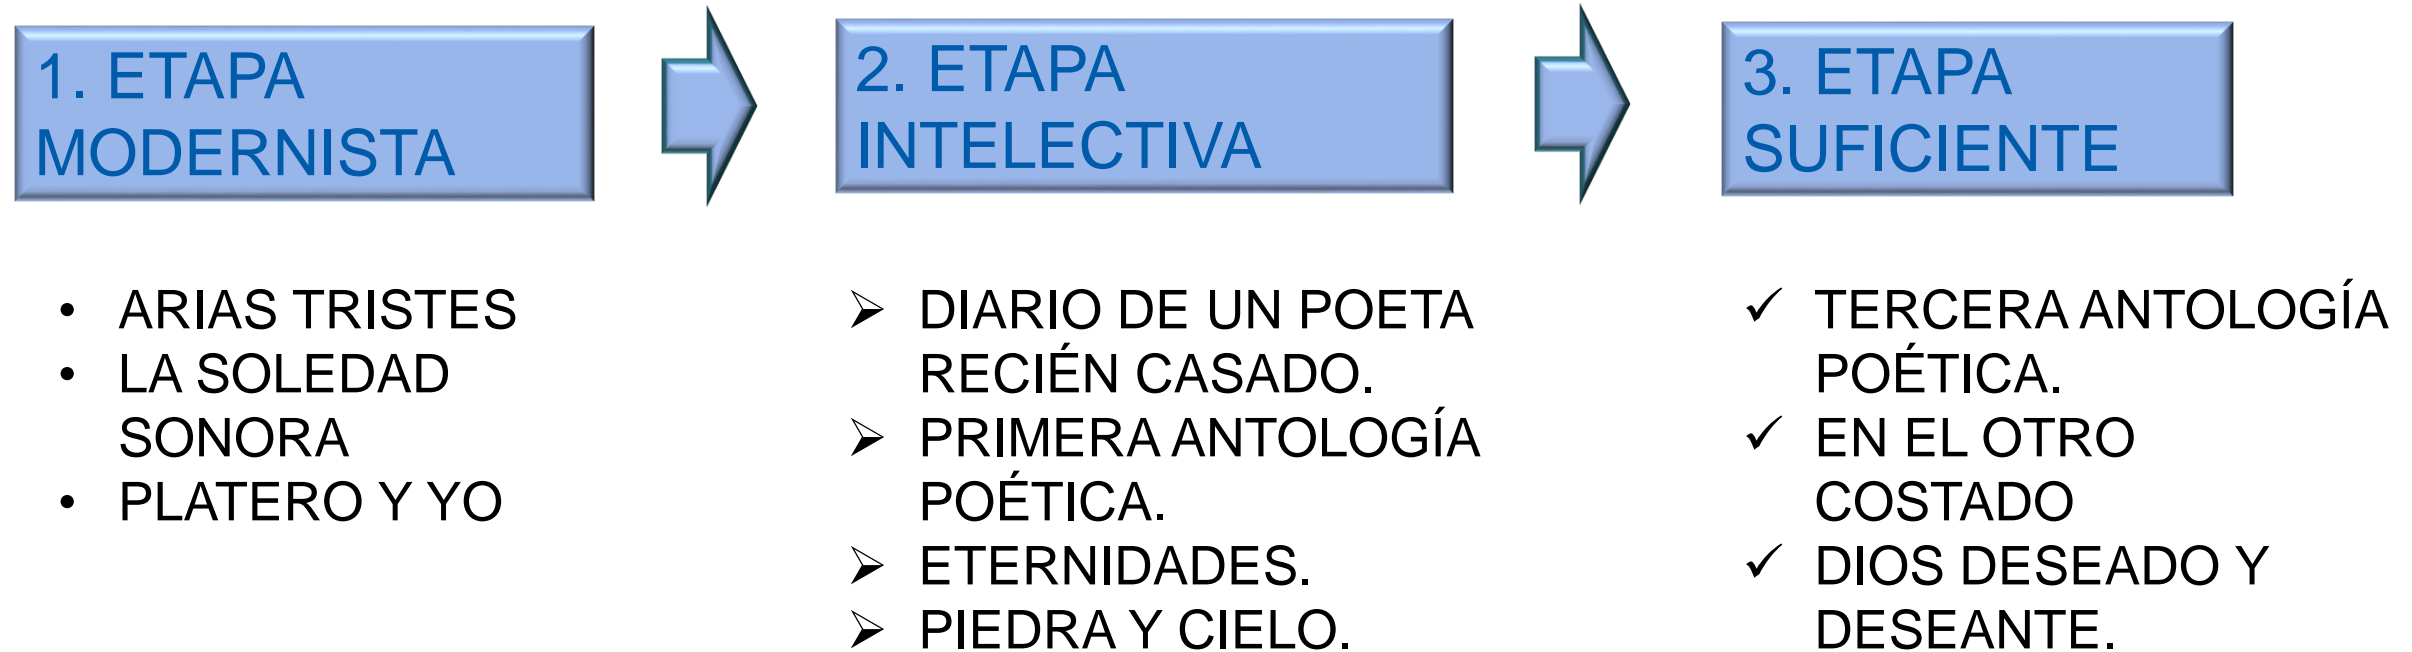 1. ETAPA
MODERNISTA
2. ETAPA
INTELECTIVA
3. ETAPA
SUFICIENTE
• ARIAS TRISTES
• LA SOLEDAD
SONORA
• PLATERO Y YO
➢ DIARIO DE UN POETA
RECIÉN CASADO.
➢ PRIMERA ANTOLOGÍA
POÉTICA.
➢ ETERNIDADES.
➢ PIEDRA Y CIELO.
✓ TERCERA ANTOLOGÍA
POÉTICA.
✓ EN EL OTRO
COSTADO
✓ DIOS DESEADO Y
DESEANTE.